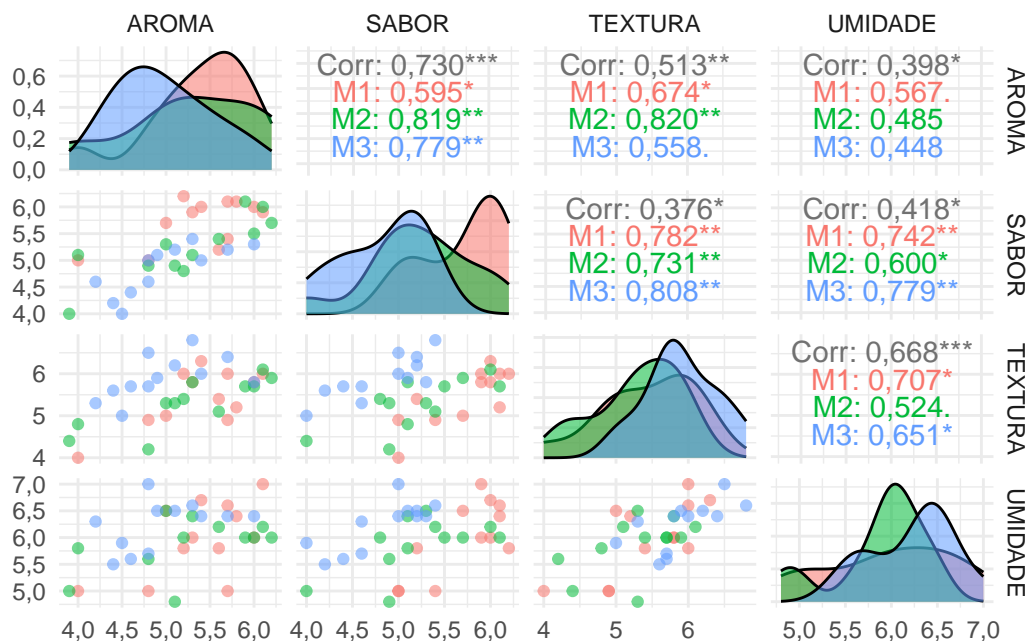 AROMA SABOR TEXTURA UMIDADE
0,6
0,4
0,2
0,0
Corr: 0,730***
M1: 0,595*
M2: 0,819**
M3: 0,779**
Corr: 0,513**
M1: 0,674*
M2: 0,820**
M3: 0,558.
Corr: 0,398*
M1: 0,567.
M2: 0,485
M3: 0,448
AROMA
6,0
5,5
5,0
4,5
4,0
Corr: 0,376*
M1: 0,782**
M2: 0,731**
M3: 0,808**
Corr: 0,418*
M1: 0,742**
M2: 0,600*
M3: 0,779**
SABOR
6
5
4
Corr: 0,668***
M1: 0,707*
M2: 0,524.
M3: 0,651*
TEXTURA
7,0
6,5
6,0
5,5
5,0
UMIDADE
4,0 4,5 5,0 5,5 6,0 4,0 4,5 5,0 5,5 6,0 4 5 6 5,0 5,5 6,0 6,5 7,0